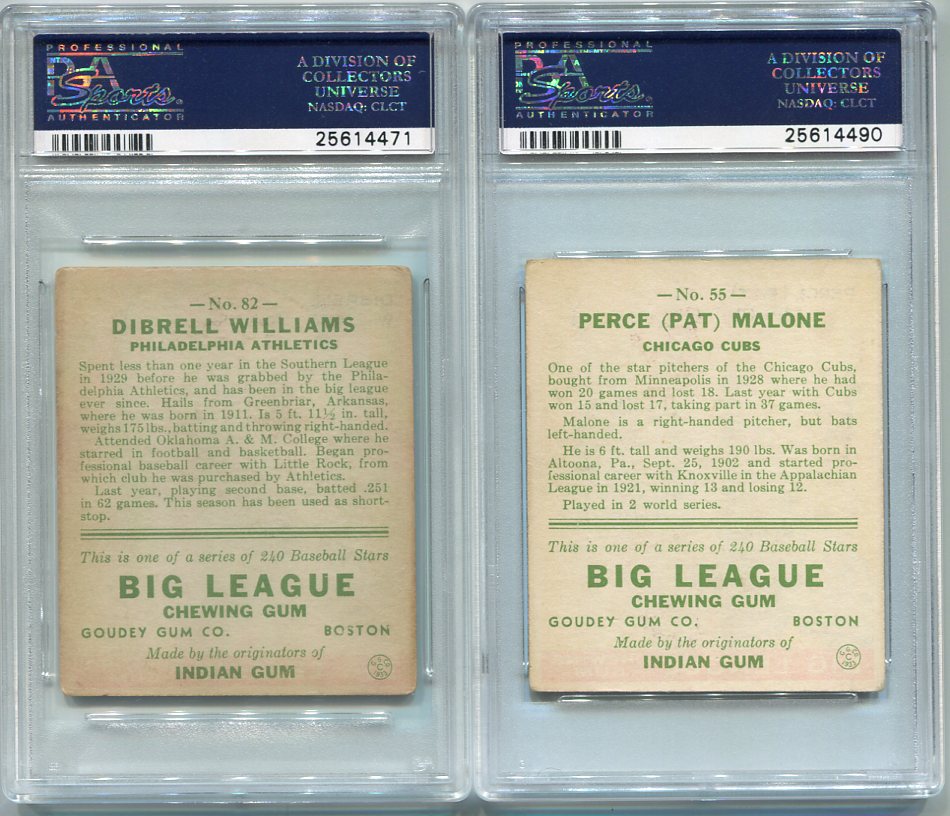 PROFESSIONAL
PSA
Sports.
AUTHENTICATOR
A DIVISION OF
COLLECTORS
UNIVERSE
NASDAQ: CLCT
25614471
— No. 82 —
DIBRELL WILLIAMS
PHILADELPHIA ATHLETICS
Spent less than one year in the Southern League
in 1929 before he was grabbed by the Phila-
delphia Athletics, and has been in the big league
ever since. Hails from Greenbriar, Arkansas,
where he was born in 1911. Is 5 ft. 11½ in. tall,
weighs 175 lbs., batting and throwing right-handed.
Attended Oklahoma A. & M. College where he
starred in football and basketball. Began pro-
fessional baseball career with Little Rock, from
which club he was purchased by Athletics.
Last year, playing second base, batted .251
in 62 games. This season has been used as short-
stop.
This is one of a series of 240 Baseball Stars
BIG LEAGUE
CHEWING GUM
GOUDEY GUM CO. BOSTON
Made by the originators of
INDIAN GUM
G.G.CO.
C
1933
PROFESSIONAL
PSA
Sports.
AUTHENTICATOR
A DIVISION OF
COLLECTORS
UNIVERSE
NASDAQ: CLCT
25614490
— No. 55 —
PERCE (PAT) MALONE
CHICAGO CUBS
One of the star pitchers of the Chicago Cubs,
bought from Minneapolis in 1928 where he had
won 20 games and lost 18. Last year with Cubs
won 15 and lost 17, taking part in 37 games.
Malone is a right-handed pitcher, but bats
left-handed.
He is 6 ft. tall and weighs 190 lbs. Was born in
Altoona, Pa., Sept. 25, 1902 and started pro-
fessional career with Knoxville in the Appalachian
League in 1921, winning 13 and losing 12.
Played in 2 world series.
This is one of a series of 240 Baseball Stars
BIG LEAGUE
CHEWING GUM
GOUDEY GUM CO. BOSTON
Made by the originators of
INDIAN GUM
G.G.CO.
C
1933